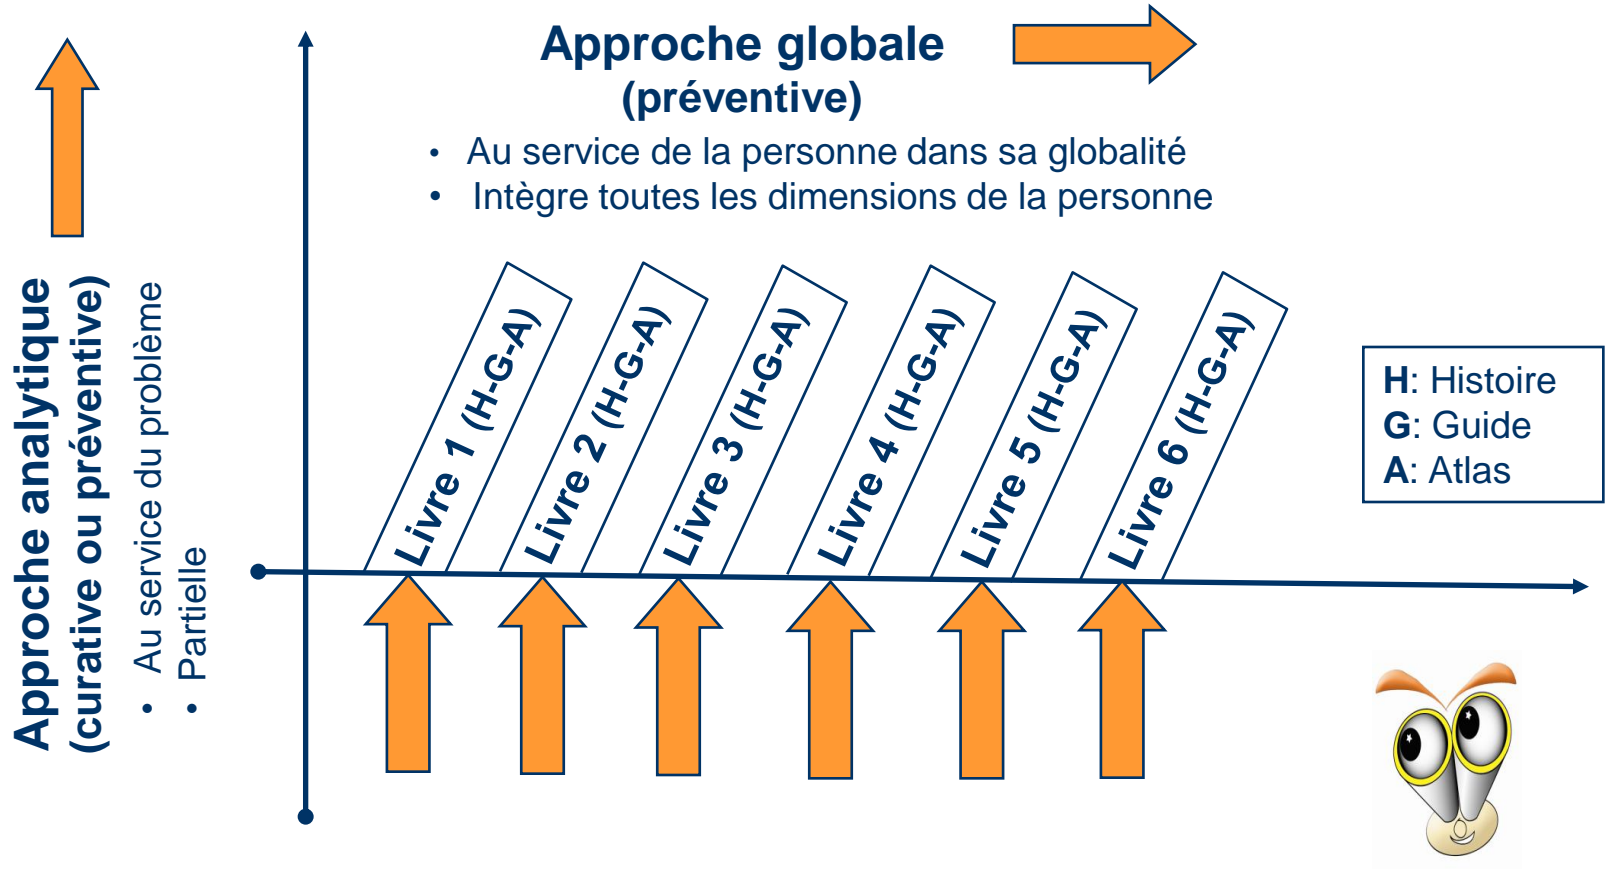 Approche globale
(préventive)
• Au service de la personne dans sa globalité
• Intègre toutes les dimensions de la personne
Approche analytique
(curative ou préventive)
• Au service du problème
• Partielle
Livre 1 (H-G-A)
Livre 2 (H-G-A)
Livre 3 (H-G-A)
Livre 4 (H-G-A)
Livre 5 (H-G-A)
Livre 6 (H-G-A)
H: Histoire
G: Guide
A: Atlas